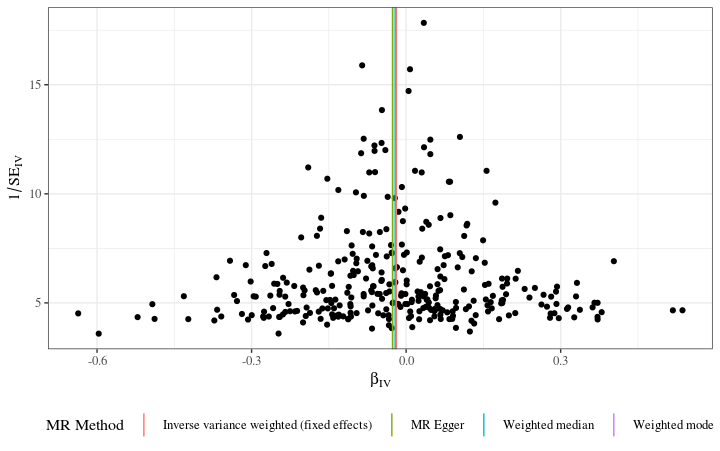 15
10
5
1/SE_IV
-0.6
-0.3
0.0
0.3
β_IV
MR Method
Inverse variance weighted (fixed effects)
MR Egger
Weighted median
Weighted mode